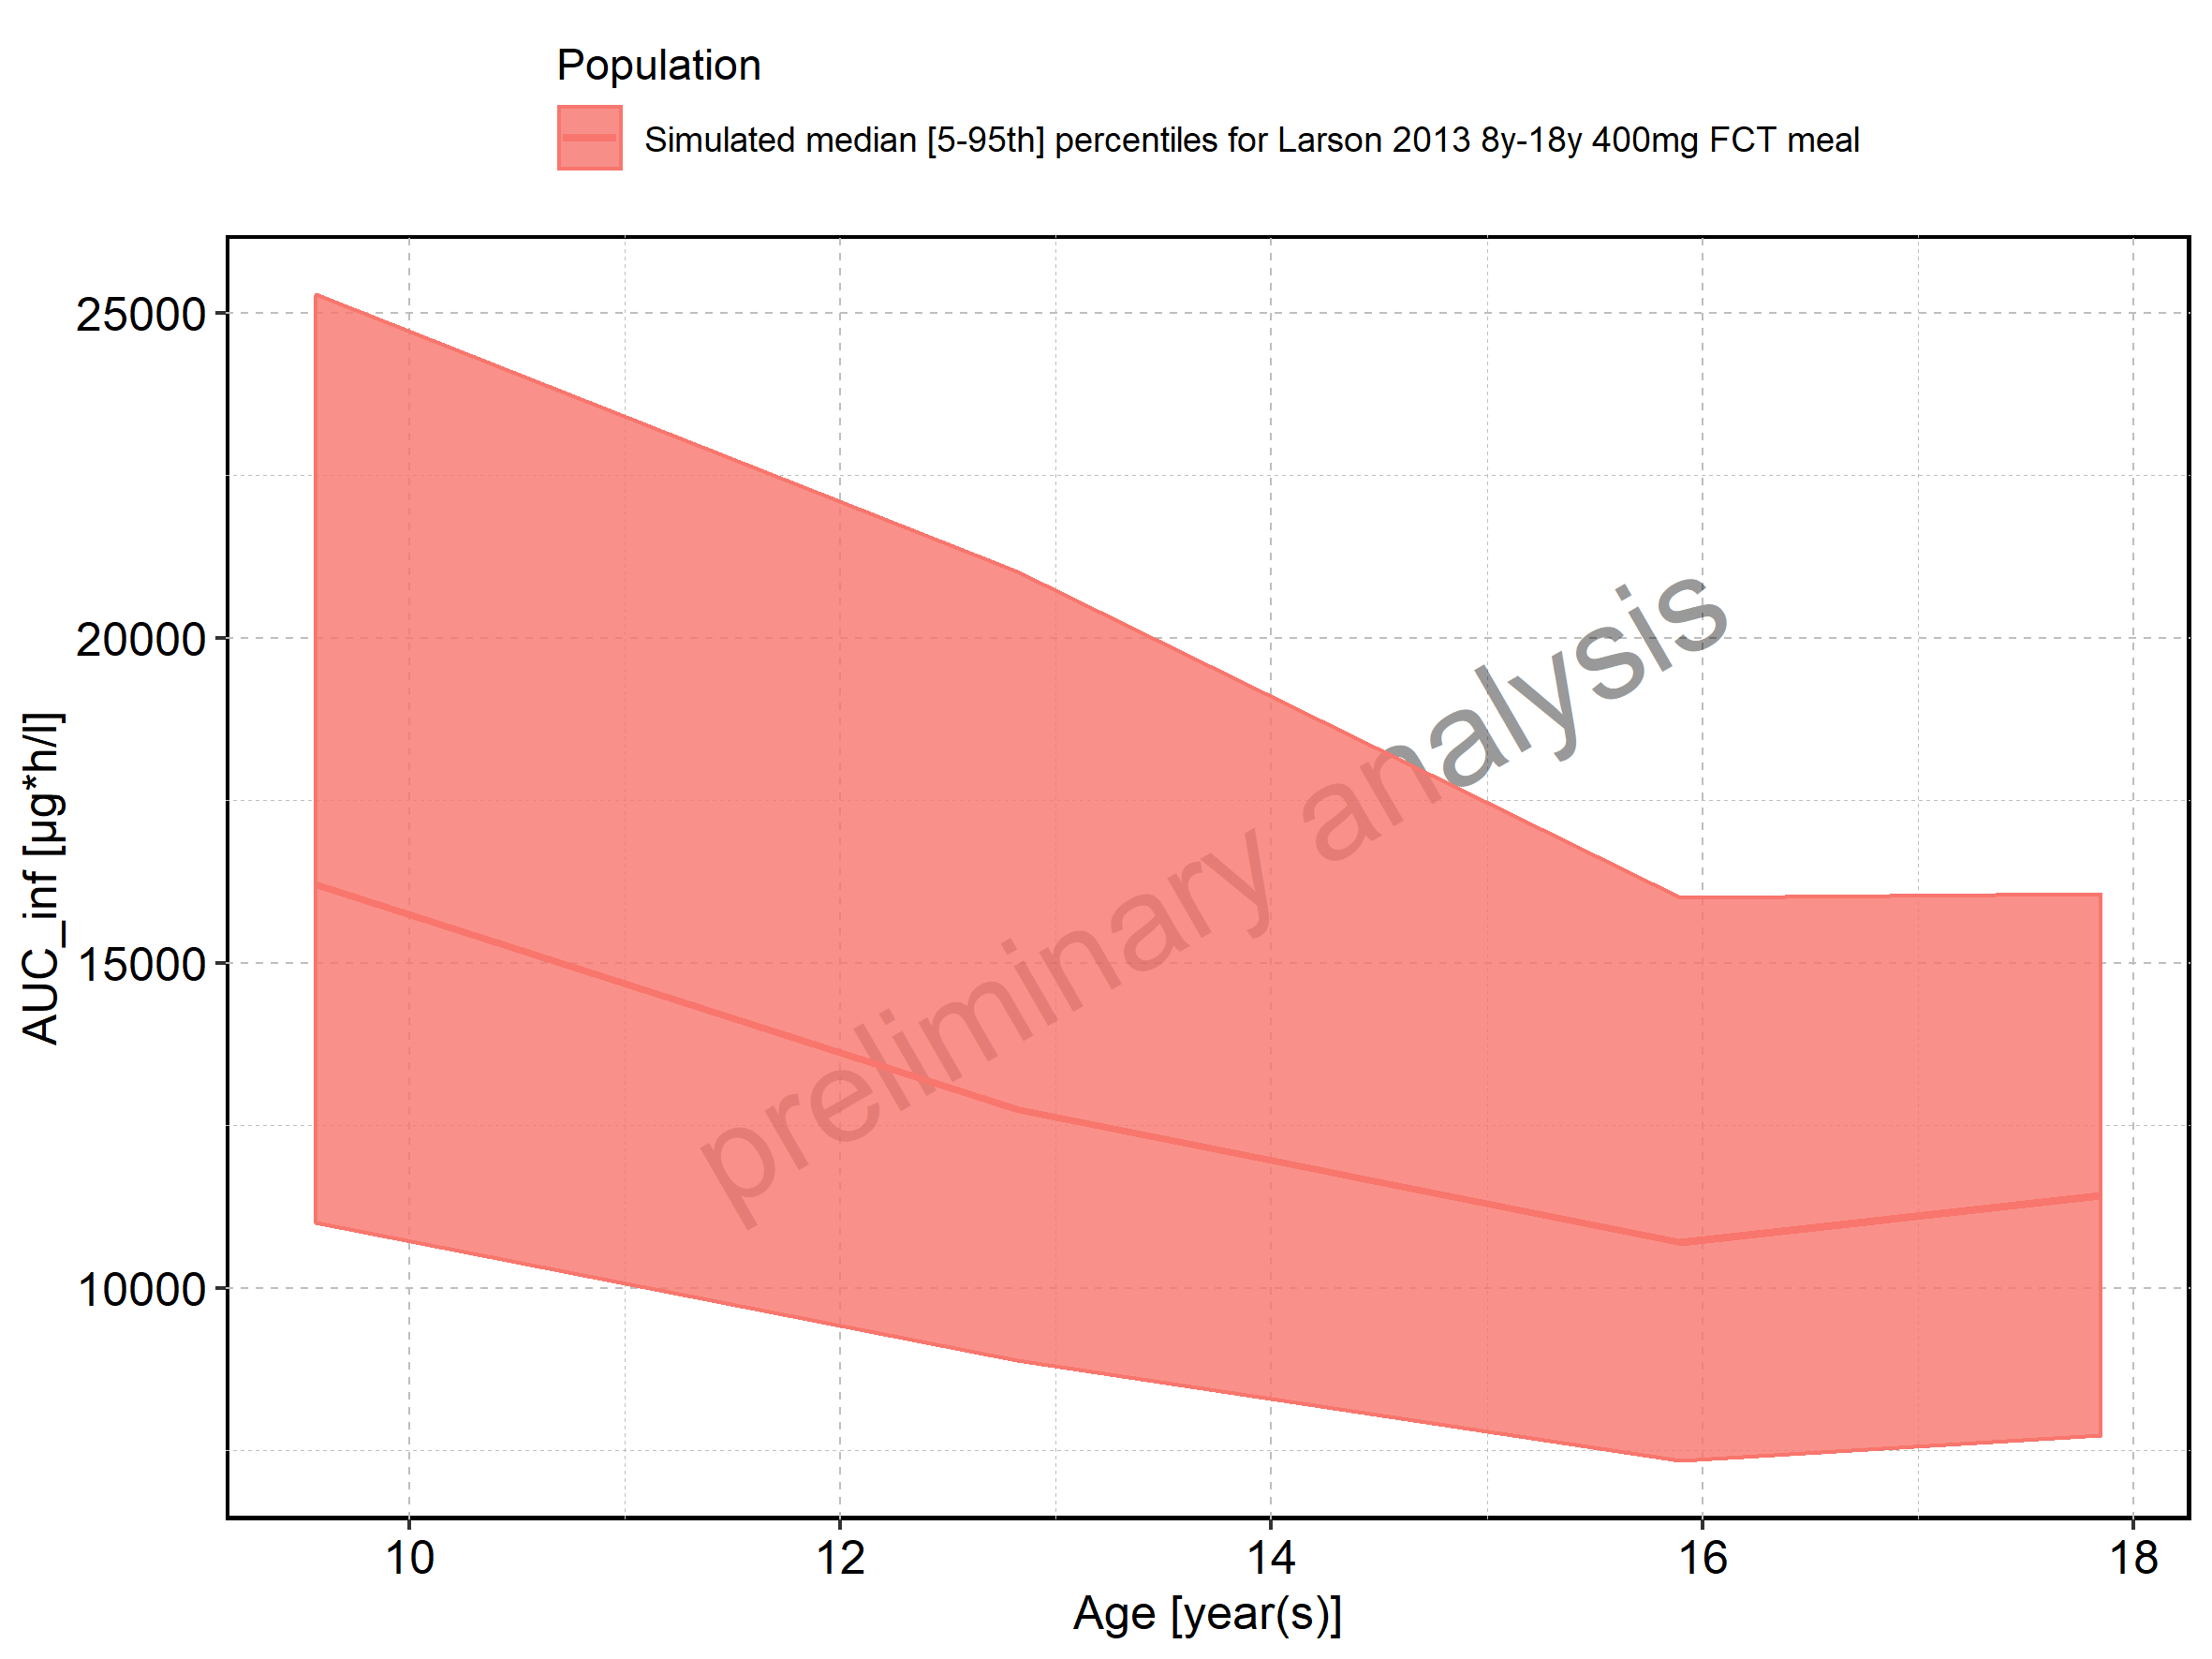 Population
Simulated median [5-95th] percentiles for Larson 2013 8y-18y 400mg FCT meal
AUC_inf [µg*h/l]
25000
20000
15000
10000
preliminary analysis
10 12 14 16 18
Age [year(s)]